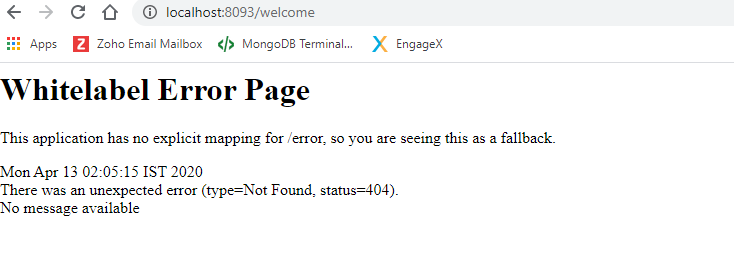 localhost:8093/welcome
Apps Zoho Email Mailbox MongoDB Terminal... EngageX
Whitelabel Error Page
This application has no explicit mapping for /error, so you are seeing this as a fallback.
Mon Apr 13 02:05:15 IST 2020
There was an unexpected error (type=Not Found, status=404).
No message available